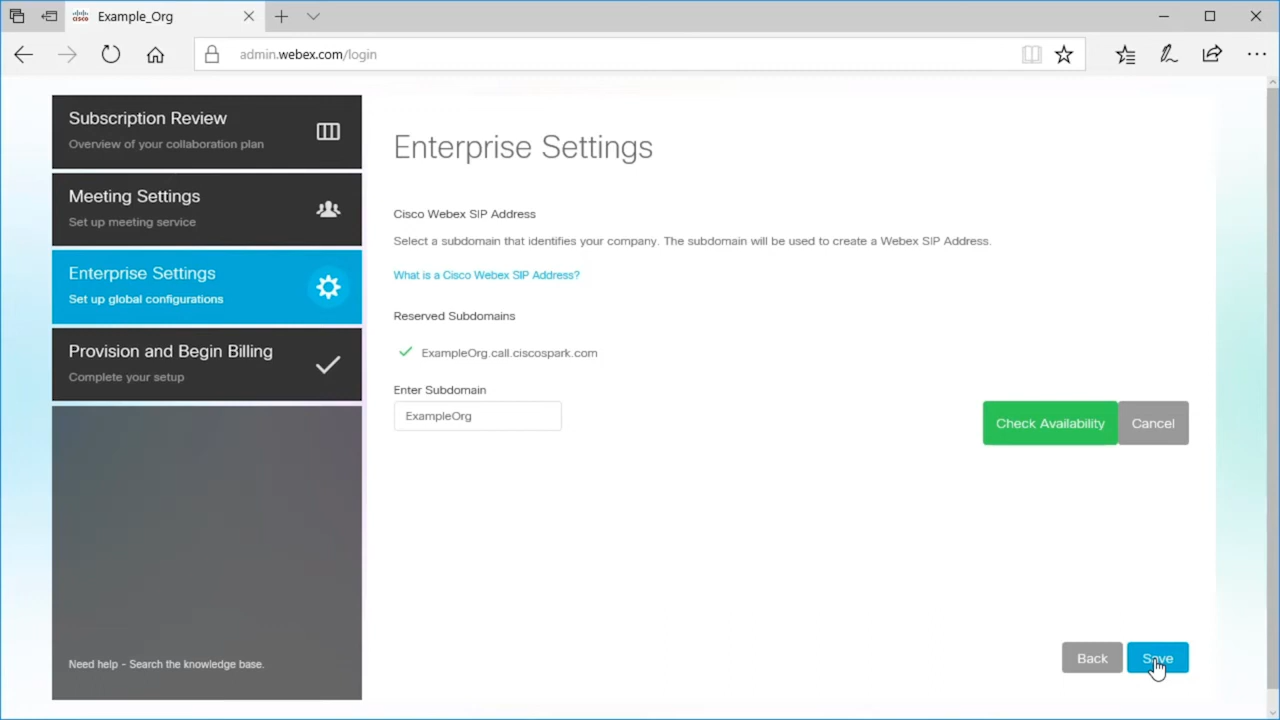 CISCO
Example_Org
admin.webex.com/login
Subscription Review
Overview of your collaboration plan
Meeting Settings
Set up meeting service
Enterprise Settings
Set up global configurations
Provision and Begin Billing
Complete your setup
Need help - Search the knowledge base.
Enterprise Settings
Cisco Webex SIP Address
Select a subdomain that identifies your company. The subdomain will be used to create a Webex SIP Address.
What is a Cisco Webex SIP Address?
Reserved Subdomains
ExampleOrg.call.ciscospark.com
Enter Subdomain
ExampleOrg
Check Availability
Cancel
Back
Save